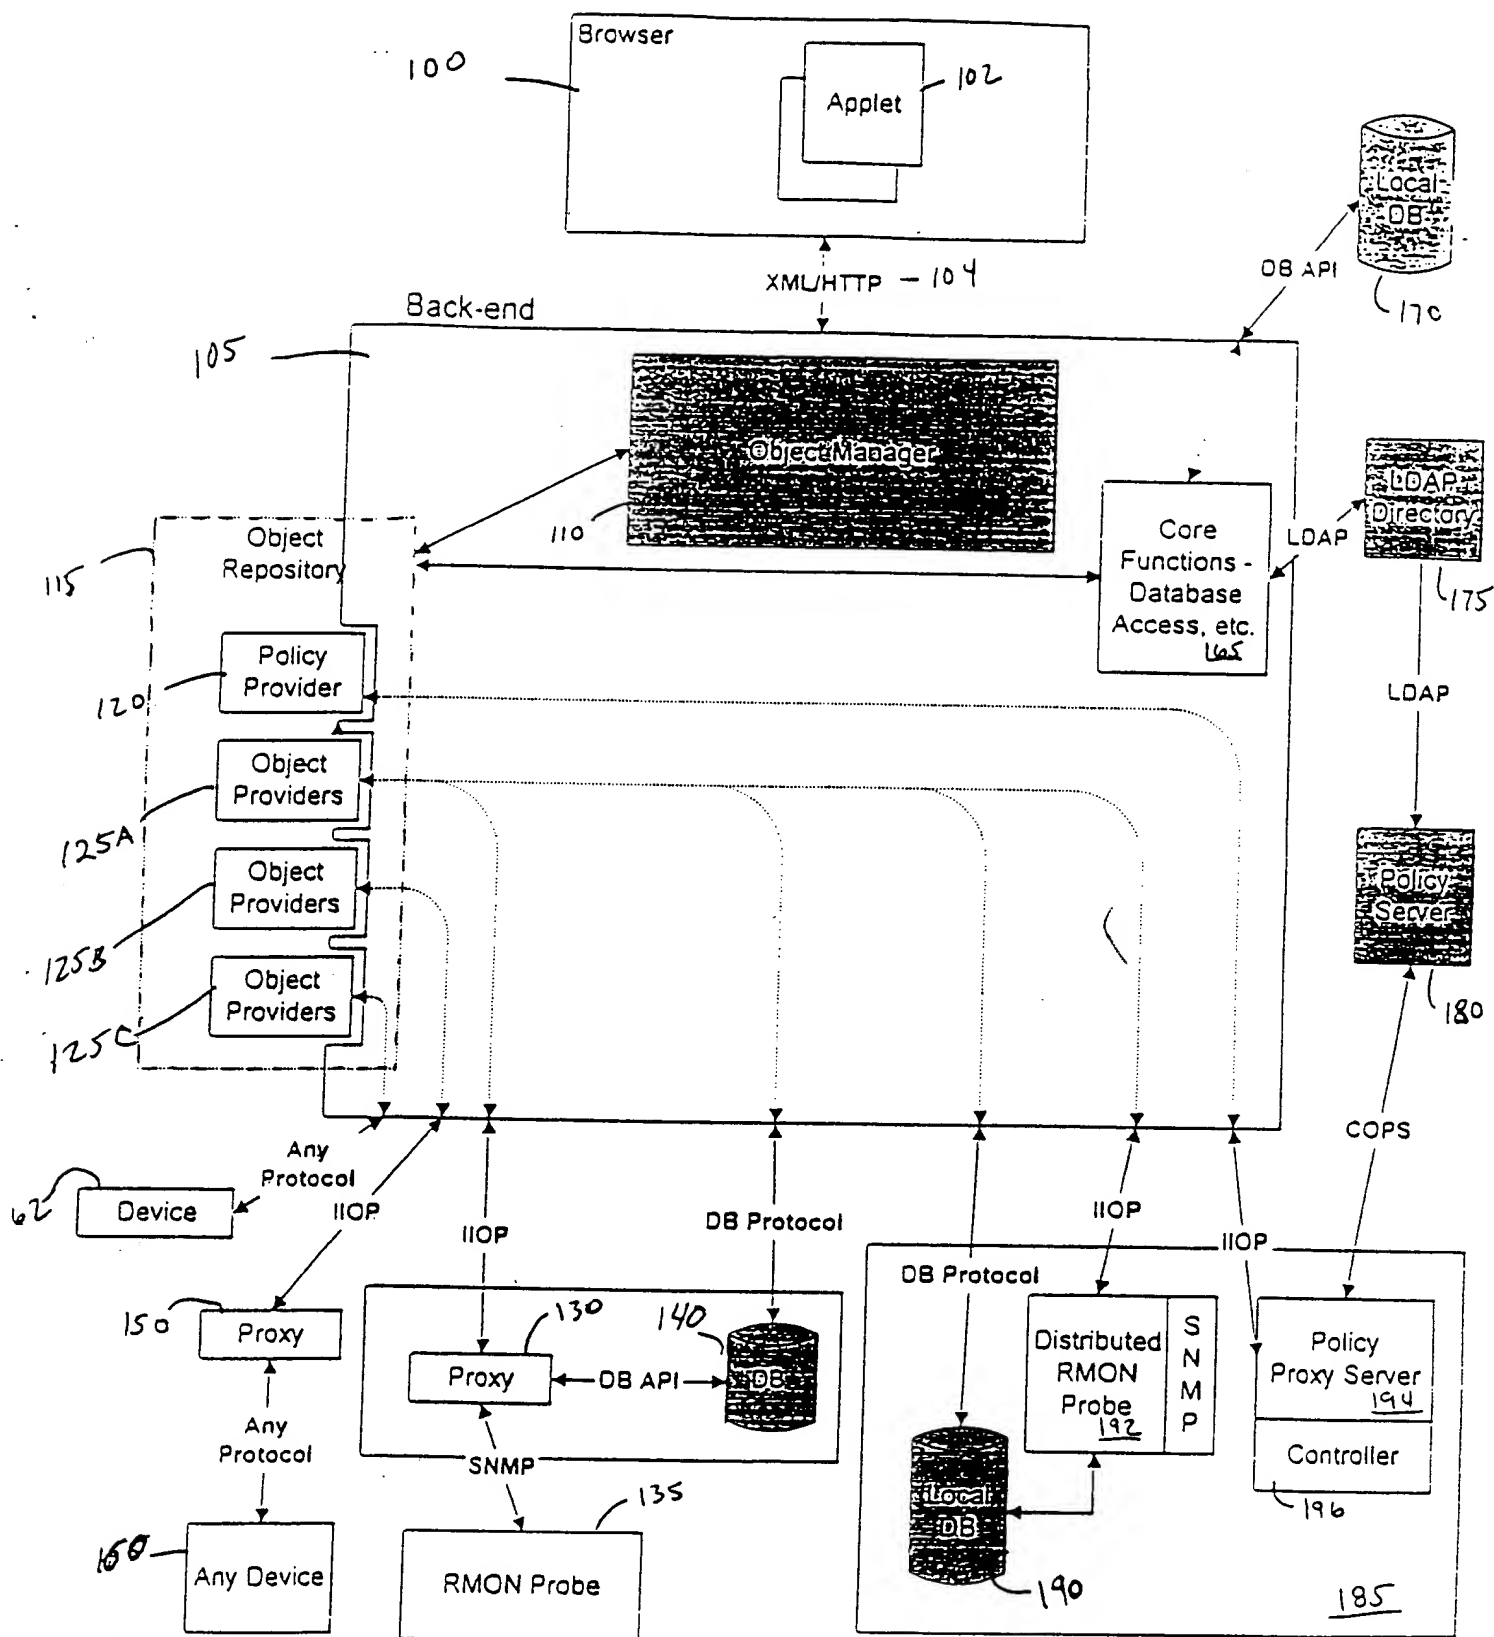 Browser
100
Applet
102
Local
DB
170
DB API
XML/HTTP - 104
Back-end
105
Object Manager
110
LDAP
Directory
175
LDAP
Core
Functions -
Database
Access, etc.
165
Object
Repository
115
Policy
Provider
120
LDAP
Object
Providers
125A
Object
Providers
125B
Policy
Server
180
Object
Providers
125C
COPS
Any
Protocol
62
Device
IIOP
IIOP
DB Protocol
IIOP
IIOP
DB Protocol
150
Proxy
130
Proxy
DB API
140
DB
Distributed
RMON
Probe
192
S
N
M
P
Policy
Proxy Server
194
Controller
196
Any
Protocol
SNMP
Local
DB
190
135
RMON Probe
Any Device
185